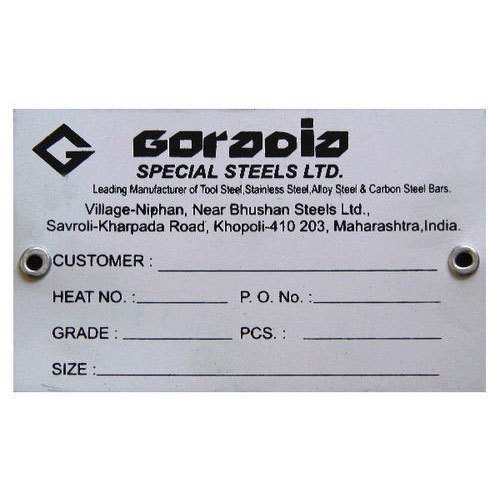 G GORADIA
SPECIAL STEELS LTD.
Leading Manufacturer of Tool Steel,Stainless Steel,Alloy Steel & Carbon Steel Bars.
Village-Niphan, Near Bhushan Steels Ltd.,
Savroli-Kharpada Road, Khopoli-410 203, Maharashtra,India.
CUSTOMER :
HEAT NO. : P. O. No. :
GRADE : PCS. :
SIZE :